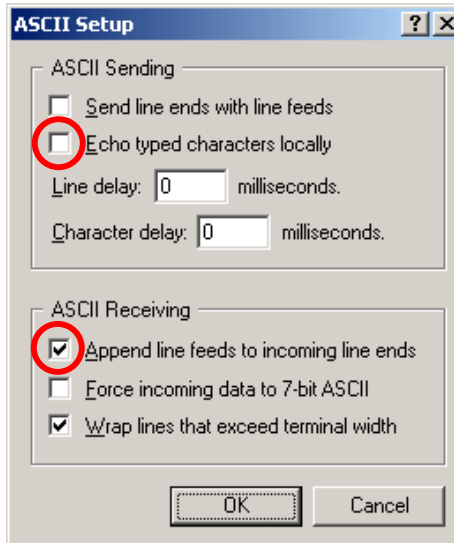 ASCII Setup
ASCII Sending
Send line ends with line feeds
Echo typed characters locally
Line delay: 0 milliseconds.
Character delay: 0 milliseconds.
ASCII Receiving
Append line feeds to incoming line ends
Force incoming data to 7-bit ASCII
Wrap lines that exceed terminal width
OK Cancel